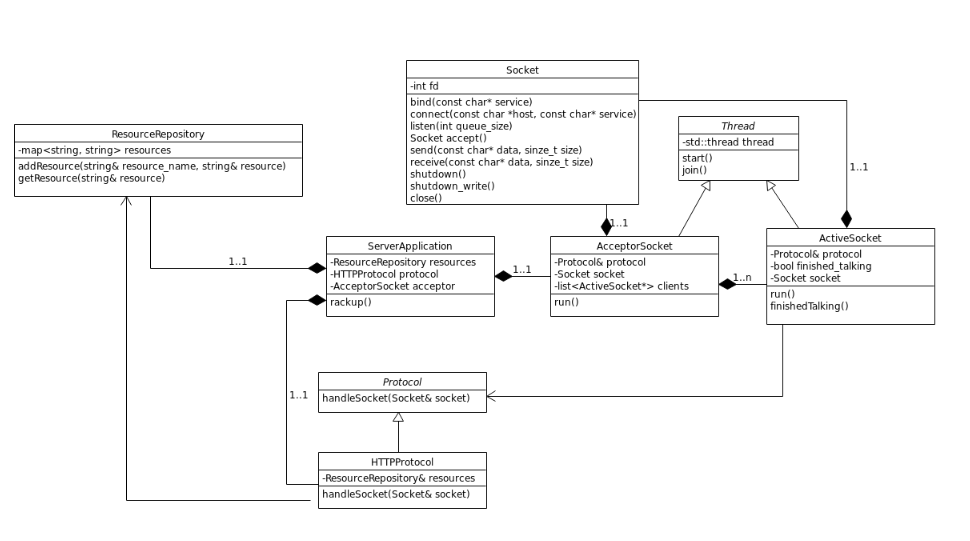 Socket
-int fd
bind(const char* service)
connect(const char *host, const char* service)
listen(int queue_size)
Socket accept()
send(const char* data, sinze_t size)
receive(const char* data, sinze_t size)
shutdown()
shutdown_write()
close()
Thread
-std::thread thread
start()
join()
ResourceRepository
-map<string, string> resources
addResource(string& resource_name, string& resource)
getResource(string& resource)
1..1
1..1
ServerApplication
-ResourceRepository resources
-HTTPProtocol protocol
-AcceptorSocket acceptor
rackup()
1..1
1..1
AcceptorSocket
-Protocol& protocol
-Socket socket
-list<ActiveSocket*> clients
run()
1..n
ActiveSocket
-Protocol& protocol
-bool finished_talking
-Socket socket
run()
finishedTalking()
1..1
Protocol
handleSocket(Socket& socket)
HTTPProtocol
-ResourceRepository& resources
handleSocket(Socket& socket)